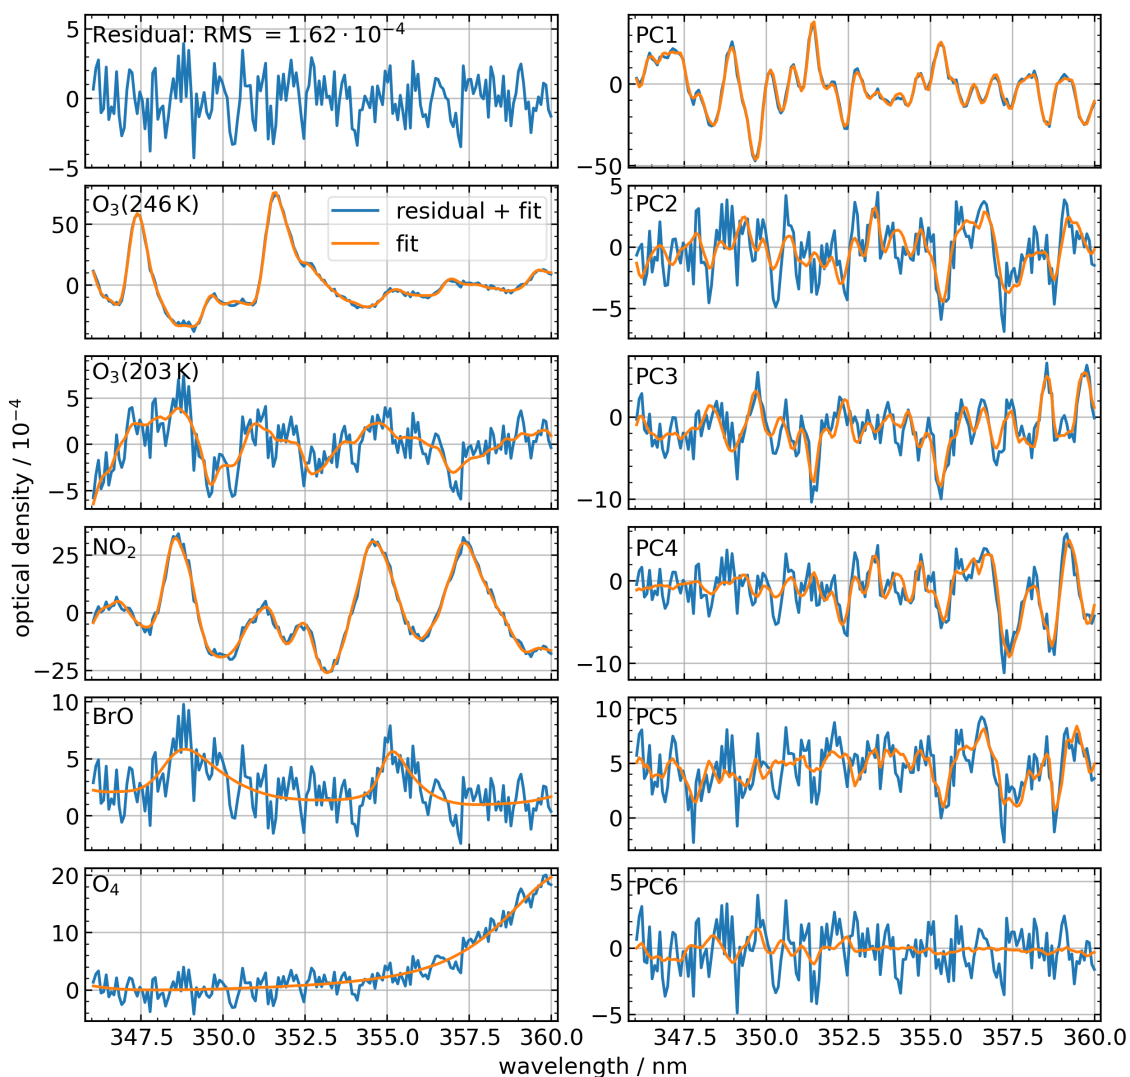 Residual: RMS = 1.62 · 10⁻⁴
5
0
−5
PC1
0
−50
O₃(246 K)
residual + fit
fit
50
0
PC2
5
0
−5
O₃(203 K)
5
0
−5
PC3
0
−10
NO₂
25
0
−25
PC4
0
−10
BrO
10
5
0
PC5
10
5
0
O₄
20
10
0
PC6
5
0
−5
347.5 350.0 352.5 355.0 357.5 360.0
347.5 350.0 352.5 355.0 357.5 360.0
optical density / 10⁻⁴
wavelength / nm